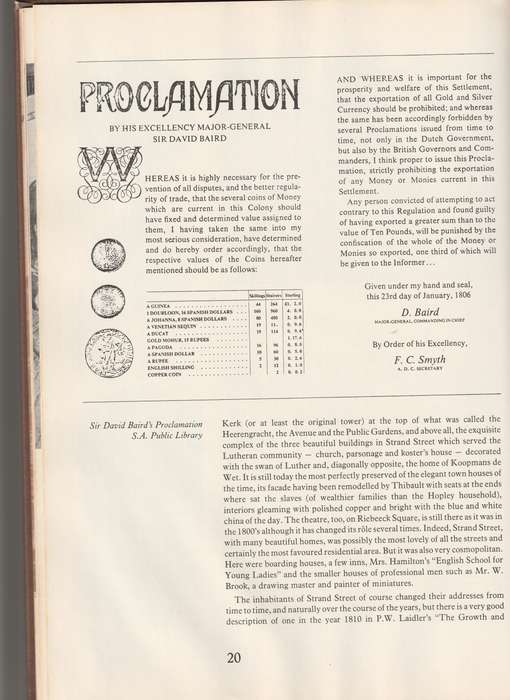 PROCLAMATION
BY HIS EXCELLENCY MAJOR-GENERAL
SIR DAVID BAIRD
WHEREAS it is highly necessary for the pre-
vention of all disputes, and the better regula-
rity of trade, that the several coins of Money
which are current in this Colony should
have fixed and determined value assigned to
them, I having taken the same into my
most serious consideration, have determined
and do hereby order accordingly, that the
respective values of the Coins hereafter
mentioned should be as follows:
Skillings Stuivers Sterling
A GUINEA 44 264
1 DOUBLOON, 16 SPANISH DOLLARS 160 960
A JOHANNA, 8 SPANISH DOLLARS 80 480
A VENETIAN SEQUIN
A DUCAT
GOLD MOHUR, 15 RUPEES
A PAGODA 16 96
A SPANISH DOLLAR 10 60
A RUPEE 5 30
ENGLISH SHILLING 2 12
COPPER COIN 2
AND WHEREAS it is important for the
prosperity and welfare of this Settlement,
that the exportation of all Gold and Silver
Currency should be prohibited; and whereas
the same has been accordingly forbidden by
several Proclamations issued from time to
time, not only in the Dutch Government,
but also by the British Governors and Com-
manders, I think proper to issue this Procla-
mation, strictly prohibiting the exportation
of any Money or Monies current in this
Settlement.
Any person convicted of attempting to act
contrary to this Regulation and found guilty
of having exported a greater sum than to the
value of Ten Pounds, will be punished by the
confiscation of the whole of the Money or
Monies so exported, one third of which will
be given to the Informer...
Given under my hand and seal,
this 23rd day of January, 1806
D. Baird
MAJOR-GENERAL, COMMANDING-IN-CHIEF
By Order of his Excellency,
F. C. Smyth
A. D. C. SECRETARY
Sir David Baird's Proclamation
S.A. Public Library
Kerk (or at least the original tower) at the top of what was called the
Heerengracht, the Avenue and the Public Gardens, and above all, the exquisite
complex of the three beautiful buildings in Strand Street which served the
Lutheran community — church, parsonage and koster's house — decorated
with the swan of Luther and, diagonally opposite, the home of Koopmans de
Wet. It is still today the most perfectly preserved of the elegant town houses of
the time, its facade having been remodelled by Thibault with seats at the ends
where sat the slaves (of wealthier families than the Hopley household),
interiors gleaming with polished copper and bright with the blue and white
china of the day. The theatre, too, on Riebeeck Square, is still there as it was in
the 1800's although it has changed its rôle several times. Indeed, Strand Street,
with many beautiful homes, was possibly the most lovely of all the streets and
certainly the most favoured residential area. But it was also very cosmopolitan.
Here were boarding houses, a few inns, Mrs. Hamilton's "English School for
Young Ladies" and the smaller houses of professional men such as Mr. W.
Brook, a drawing master and painter of miniatures.
The inhabitants of Strand Street of course changed their addresses from
time to time, and naturally over the course of the years, but there is a very good
description of one in the year 1810 in P.W. Laidler's "The Growth and
20